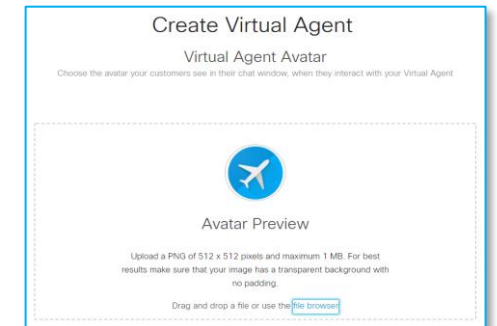 Create Virtual Agent
Virtual Agent Avatar
Choose the avatar your customers see in their chat window, when they interact with your Virtual Agent
Avatar Preview
Upload a PNG of 512 x 512 pixels and maximum 1 MB. For best
results make sure that your image has a transparent background with
no padding.
Drag and drop a file or use the file browser